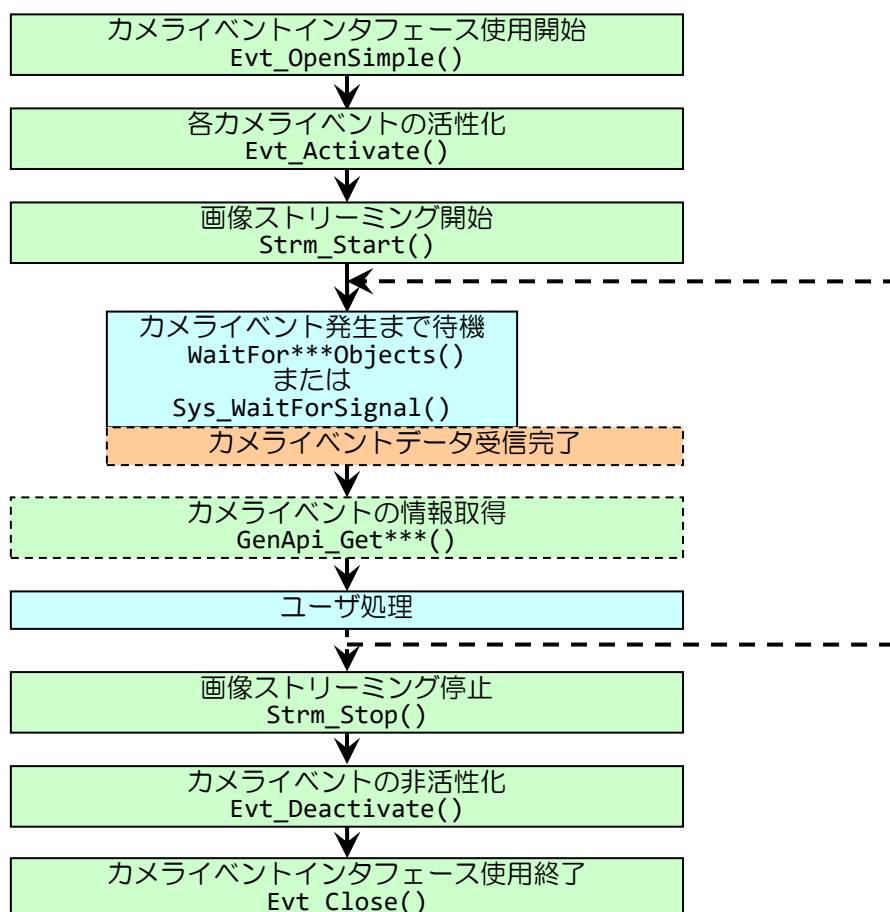 カメライベントインタフェース使用開始
Evt_OpenSimple()
各カメライベントの活性化
Evt_Activate()
画像ストリーミング開始
Strm_Start()
カメライベント発生まで待機
WaitFor***Objects()
または
Sys_WaitForSignal()
カメライベントデータ受信完了
カメライベントの情報取得
GenApi_Get***()
ユーザ処理
画像ストリーミング停止
Strm_Stop()
カメライベントの非活性化
Evt_Deactivate()
カメライベントインタフェース使用終了
Evt_Close()